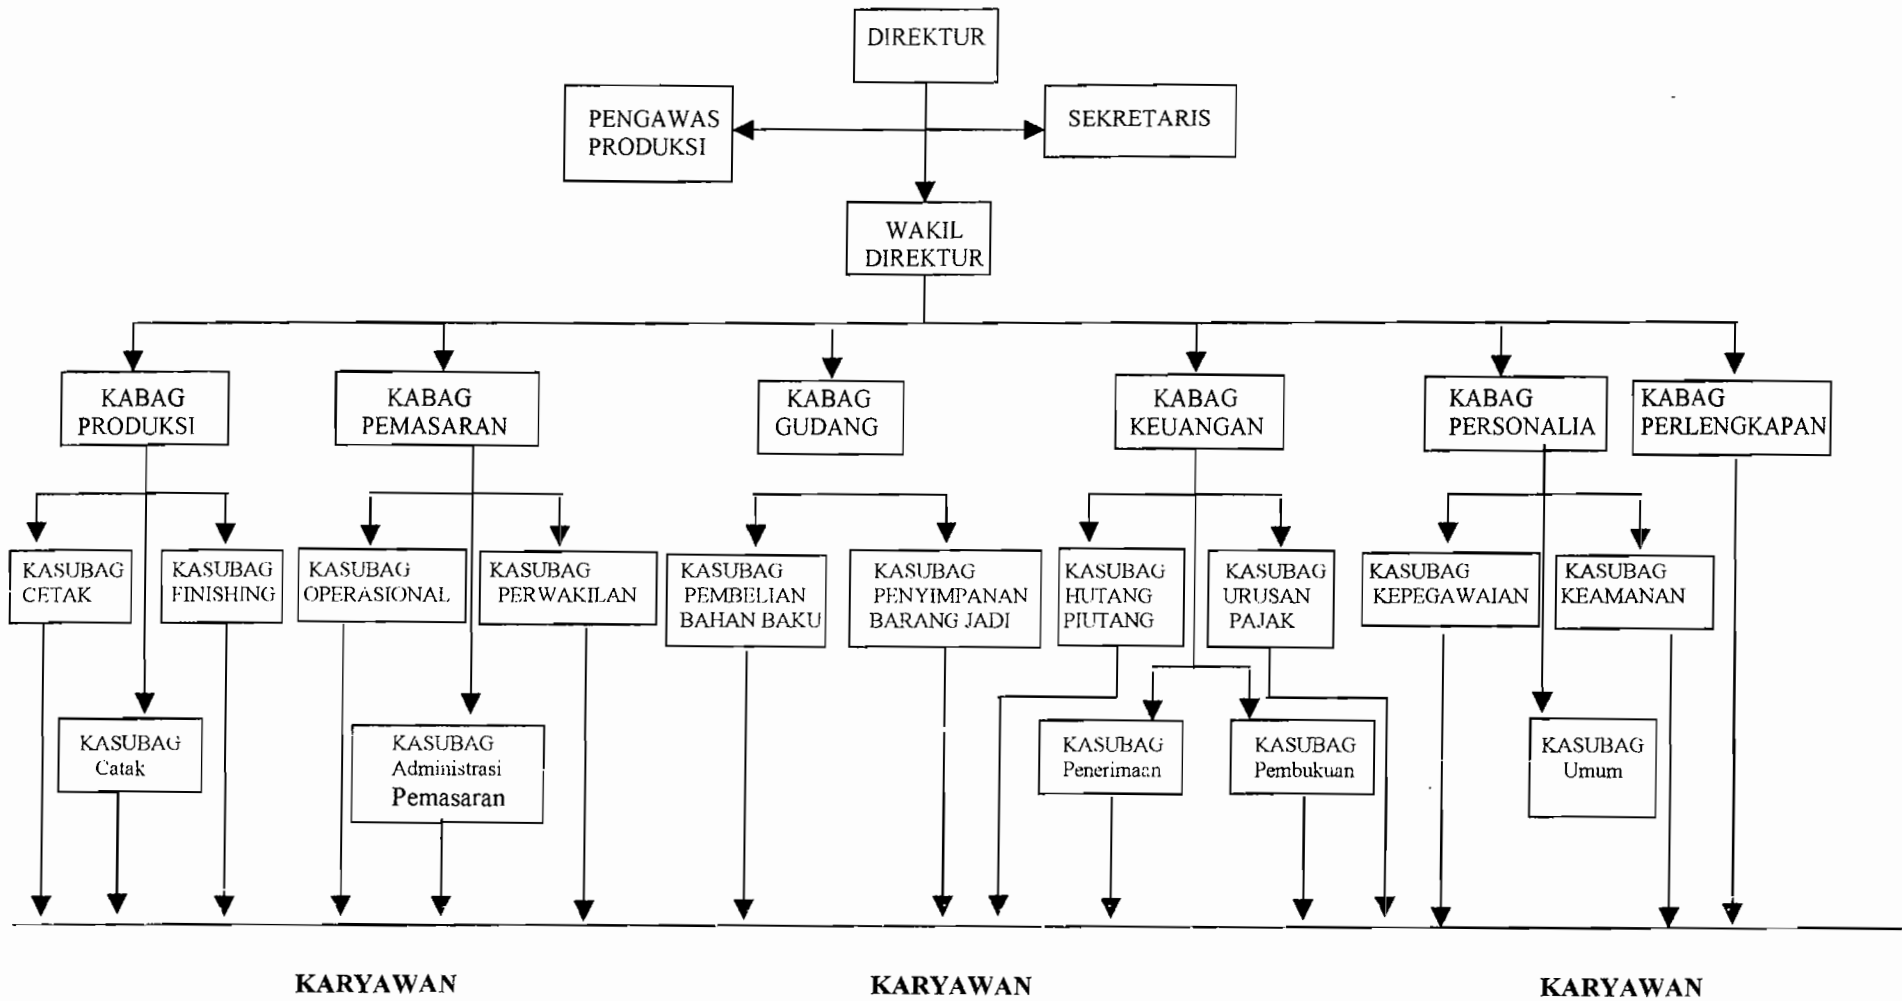 DIREKTUR
PENGAWAS
PRODUKSI
SEKRETARIS
WAKIL
DIREKTUR
KABAG
PRODUKSI
KABAG
PEMASARAN
KABAG
GUDANG
KABAG
KEUANGAN
KABAG
PERSONALIA
KABAG
PERLENGKAPAN
KASUBAG
CETAK
KASUBAG
FINISHING
KASUBAG
OPERASIONAL
KASUBAG
PERWAKILAN
KASUBAG
PEMBELIAN
BAHAN BAKU
KASUBAG
PENYIMPANAN
BARANG JADI
KASUBAG
HUTANG
PIUTANG
KASUBAG
URUSAN
PAJAK
KASUBAG
KEPEGAWAIAN
KASUBAG
KEAMANAN
KASUBAG
Catak
KASUBAG
Administrasi
Pemasaran
KASUBAG
Penerimaan
KASUBAG
Pembukuan
KASUBAG
Umum
KARYAWAN
KARYAWAN
KARYAWAN